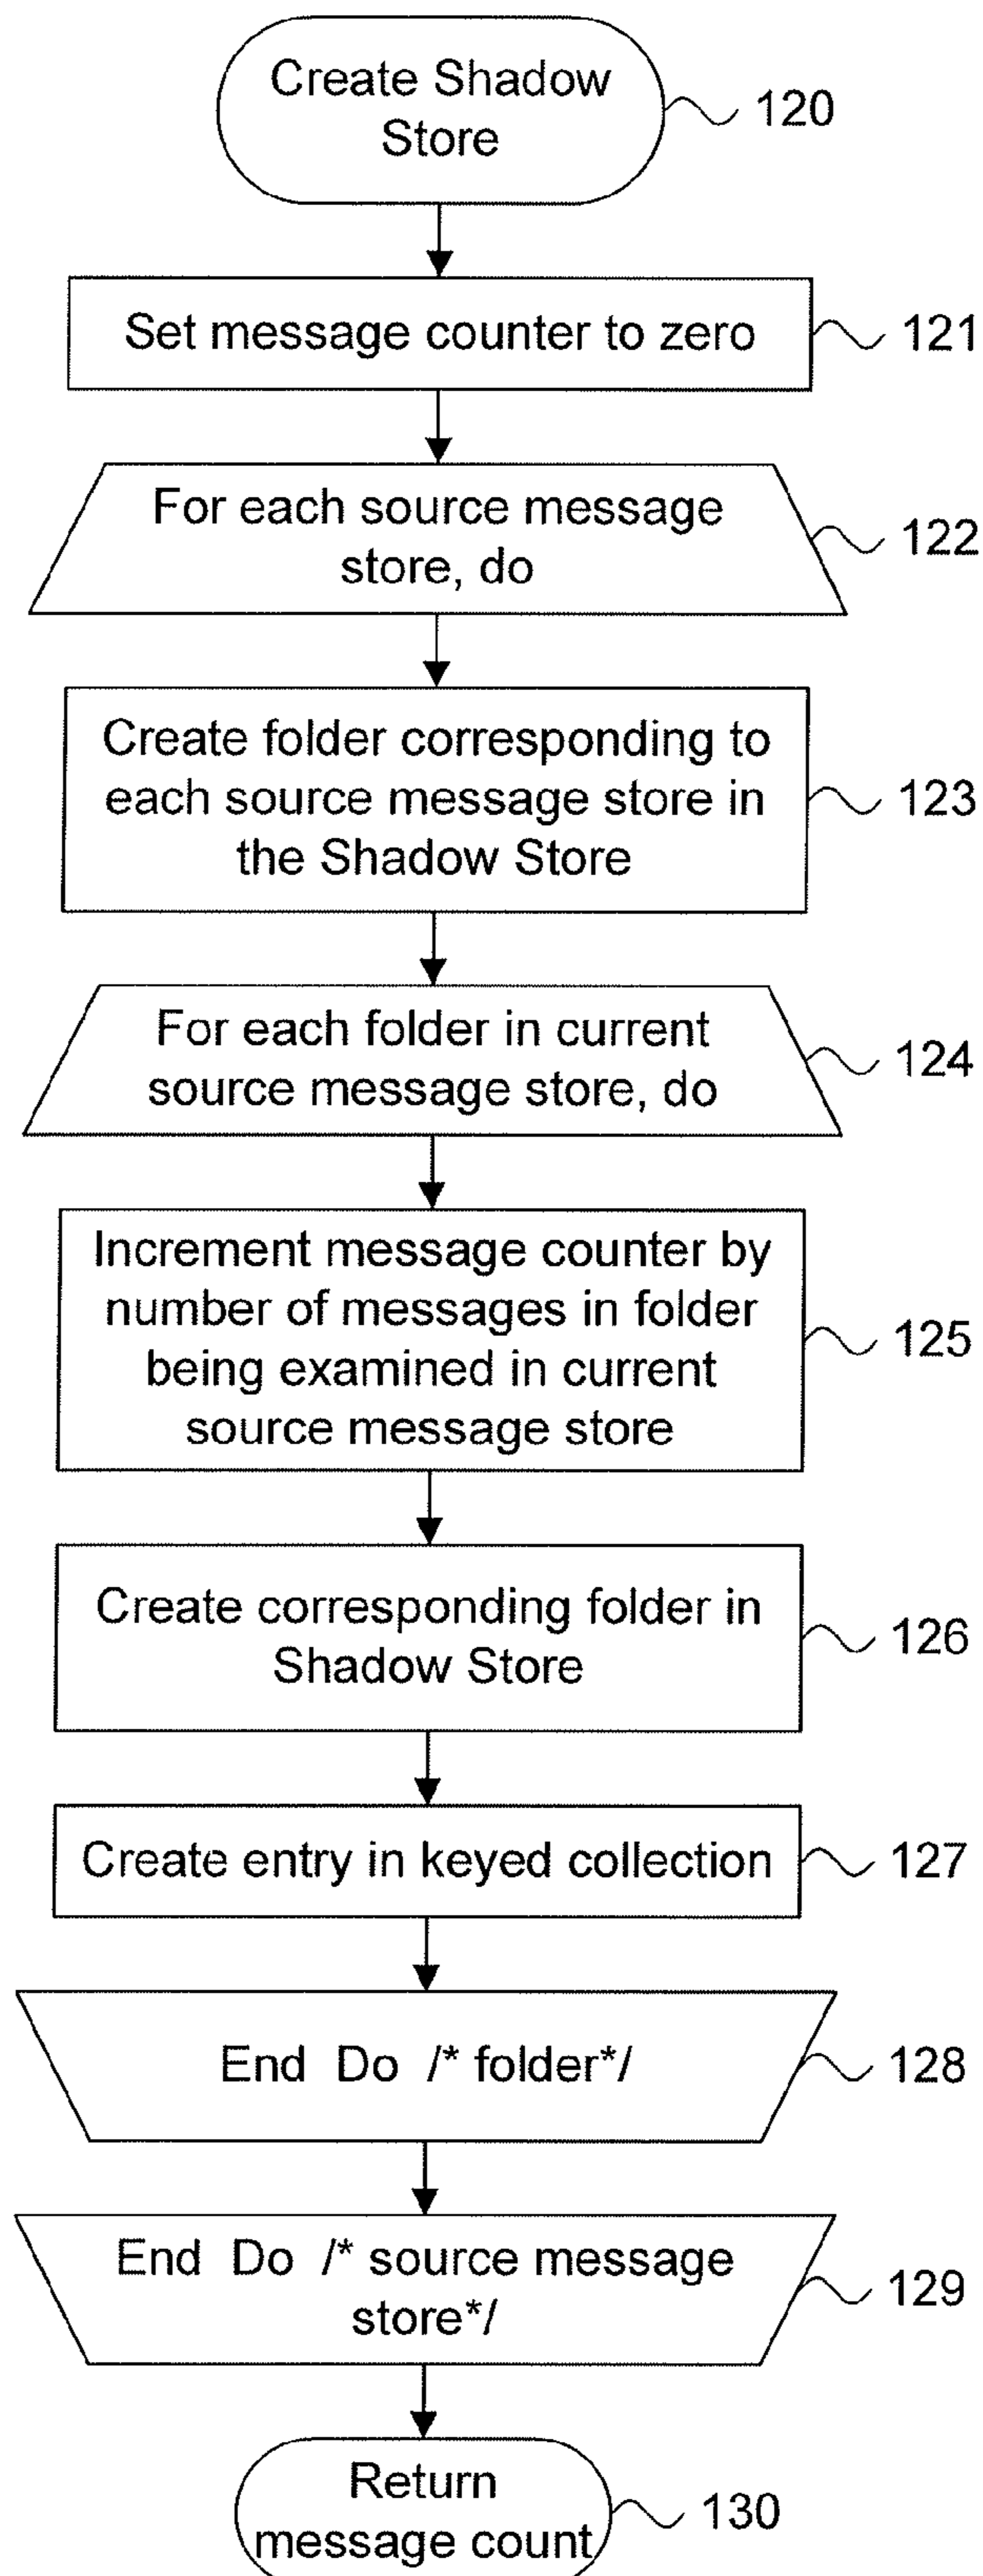 Create Shadow
Store
120
Set message counter to zero
121
For each source message
store, do
122
Create folder corresponding to
each source message store in
the Shadow Store
123
For each folder in current
source message store, do
124
Increment message counter by
number of messages in folder
being examined in current
source message store
125
Create corresponding folder in
Shadow Store
126
Create entry in keyed collection
127
End Do /* folder*/
128
End Do /* source message
store*/
129
Return
message count
130